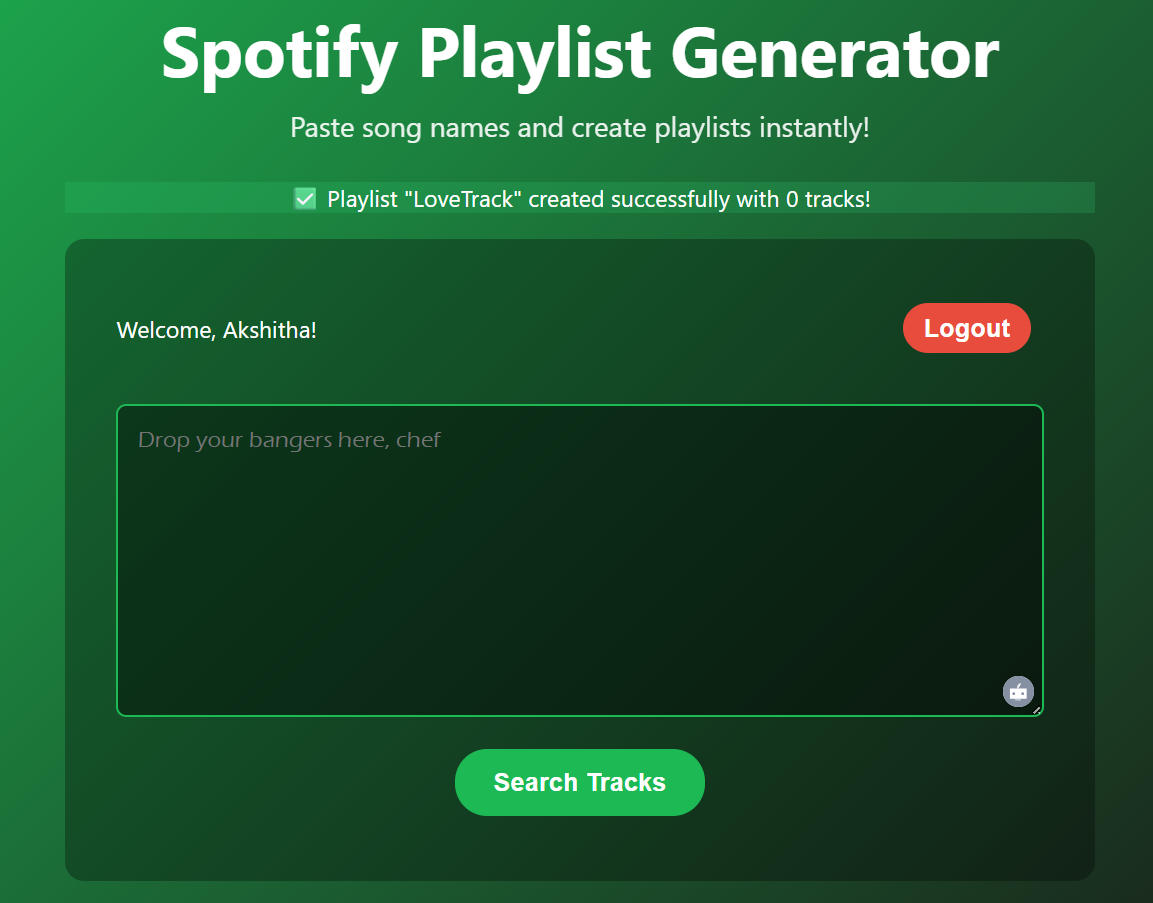 Spotify Playlist Generator
Paste song names and create playlists instantly!
✅ Playlist "LoveTrack" created successfully with 0 tracks!
Welcome, Akshitha!
Logout
Drop your bangers here, chef
Search Tracks